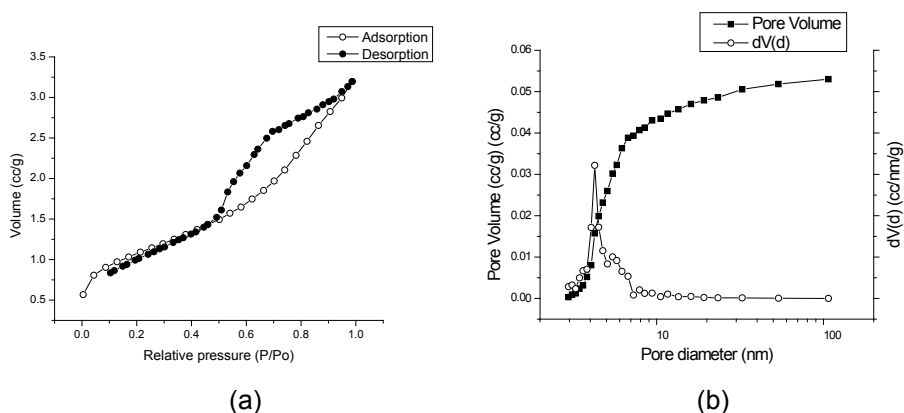 Adsorption
Desorption
3.5
3.0
2.5
2.0
1.5
1.0
0.5
Volume (cc/g)
0.0 0.2 0.4 0.6 0.8 1.0
Relative pressure (P/Po)
(a)
Pore Volume
dV(d)
0.06
0.05
0.04
0.03
0.02
0.01
0.00
Pore Volume (cc/g) (cc/g)
dV(d) (cc/nm/g)
10 100
Pore diameter (nm)
(b)